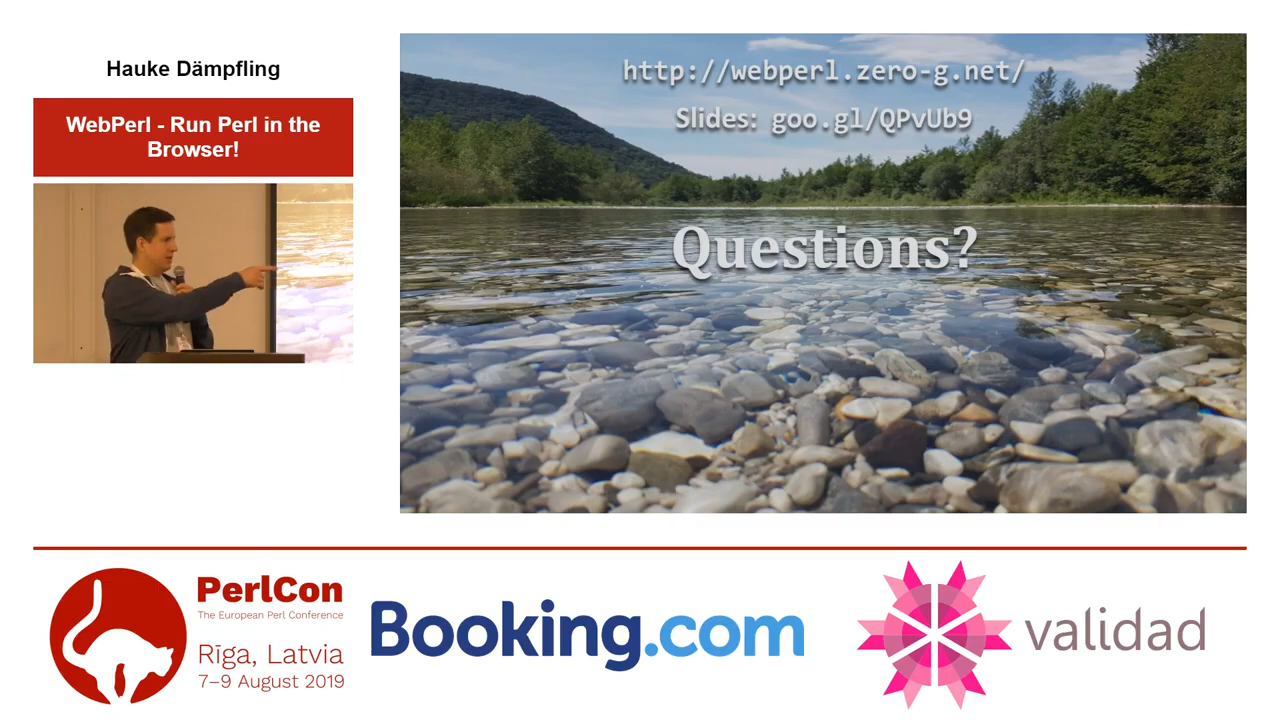 Hauke Dämpfling
WebPerl - Run Perl in the
Browser!
http://webperl.zero-g.net/
Slides: goo.gl/QPvUb9
Questions?
PerlCon
The European Perl Conference
Rīga, Latvia
7–9 August 2019
Booking.com
validad